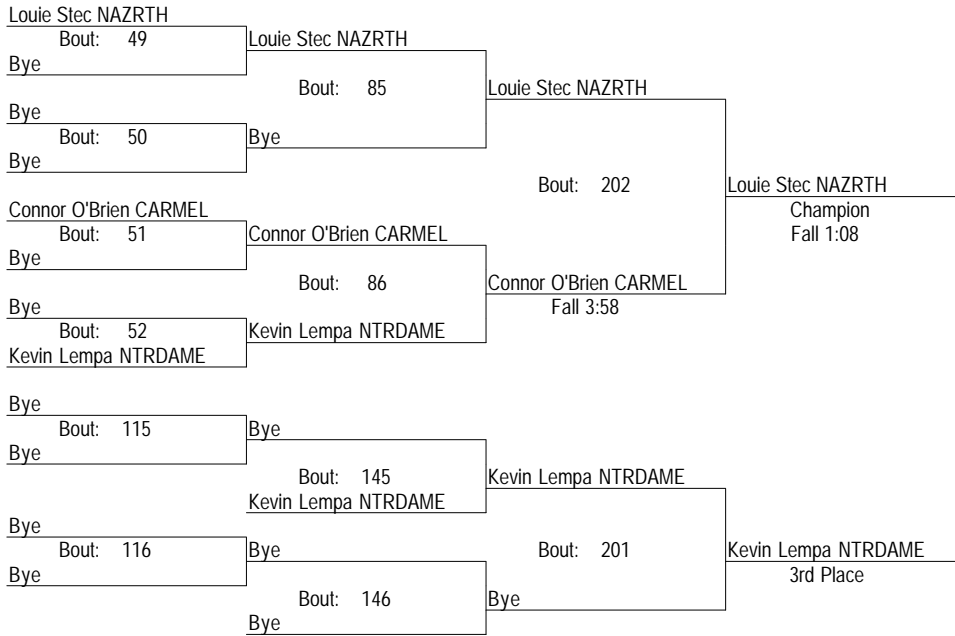 Louie Stec NAZRTH
Bout: 49
Louie Stec NAZRTH
Bye
Bout: 85
Louie Stec NAZRTH
Bye
Bout: 50
Bye
Bye
Bout: 202
Louie Stec NAZRTH
Connor O'Brien CARMEL
Champion
Bout: 51
Connor O'Brien CARMEL
Fall 1:08
Bye
Bout: 86
Connor O'Brien CARMEL
Bye
Fall 3:58
Bout: 52
Kevin Lempa NTRDAME
Kevin Lempa NTRDAME
Bye
Bout: 115
Bye
Bye
Bout: 145
Kevin Lempa NTRDAME
Kevin Lempa NTRDAME
Bye
Bout: 116
Bye
Bout: 201
Kevin Lempa NTRDAME
Bye
3rd Place
Bout: 146
Bye
Bye